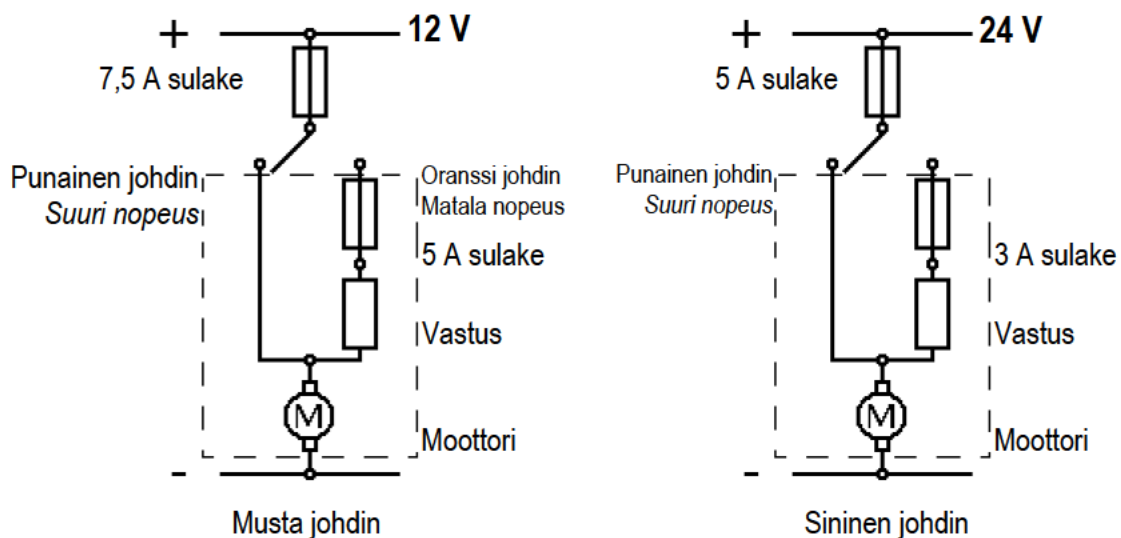 +
12 V
7,5 A sulake
Punainen johdin
Suuri nopeus
Oranssi johdin
Matala nopeus
5 A sulake
Vastus
M
Moottori
-
Musta johdin
+
24 V
5 A sulake
Punainen johdin
Suuri nopeus
3 A sulake
Vastus
M
Moottori
-
Sininen johdin